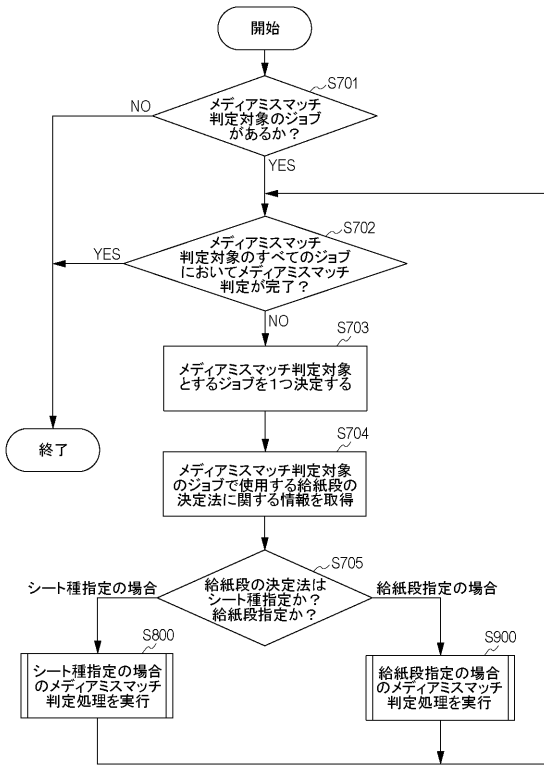 開始
S701
メディアミスマッチ
判定対象のジョブ
があるか？
NO
YES
S702
メディアミスマッチ
判定対象のすべてのジョブ
においてメディアミスマッチ
判定が完了？
YES
NO
S703
メディアミスマッチ判定対象
とするジョブを1つ決定する
終了
S704
メディアミスマッチ判定対象
のジョブで使用する給紙段の
決定法に関する情報を取得
S705
給紙段の決定法は
シート種指定か？
給紙段指定か？
シート種指定の場合
給紙段指定の場合
S800
シート種指定の場合
のメディアミスマッチ
判定処理を実行
S900
給紙段指定の場合
のメディアミスマッチ
判定処理を実行